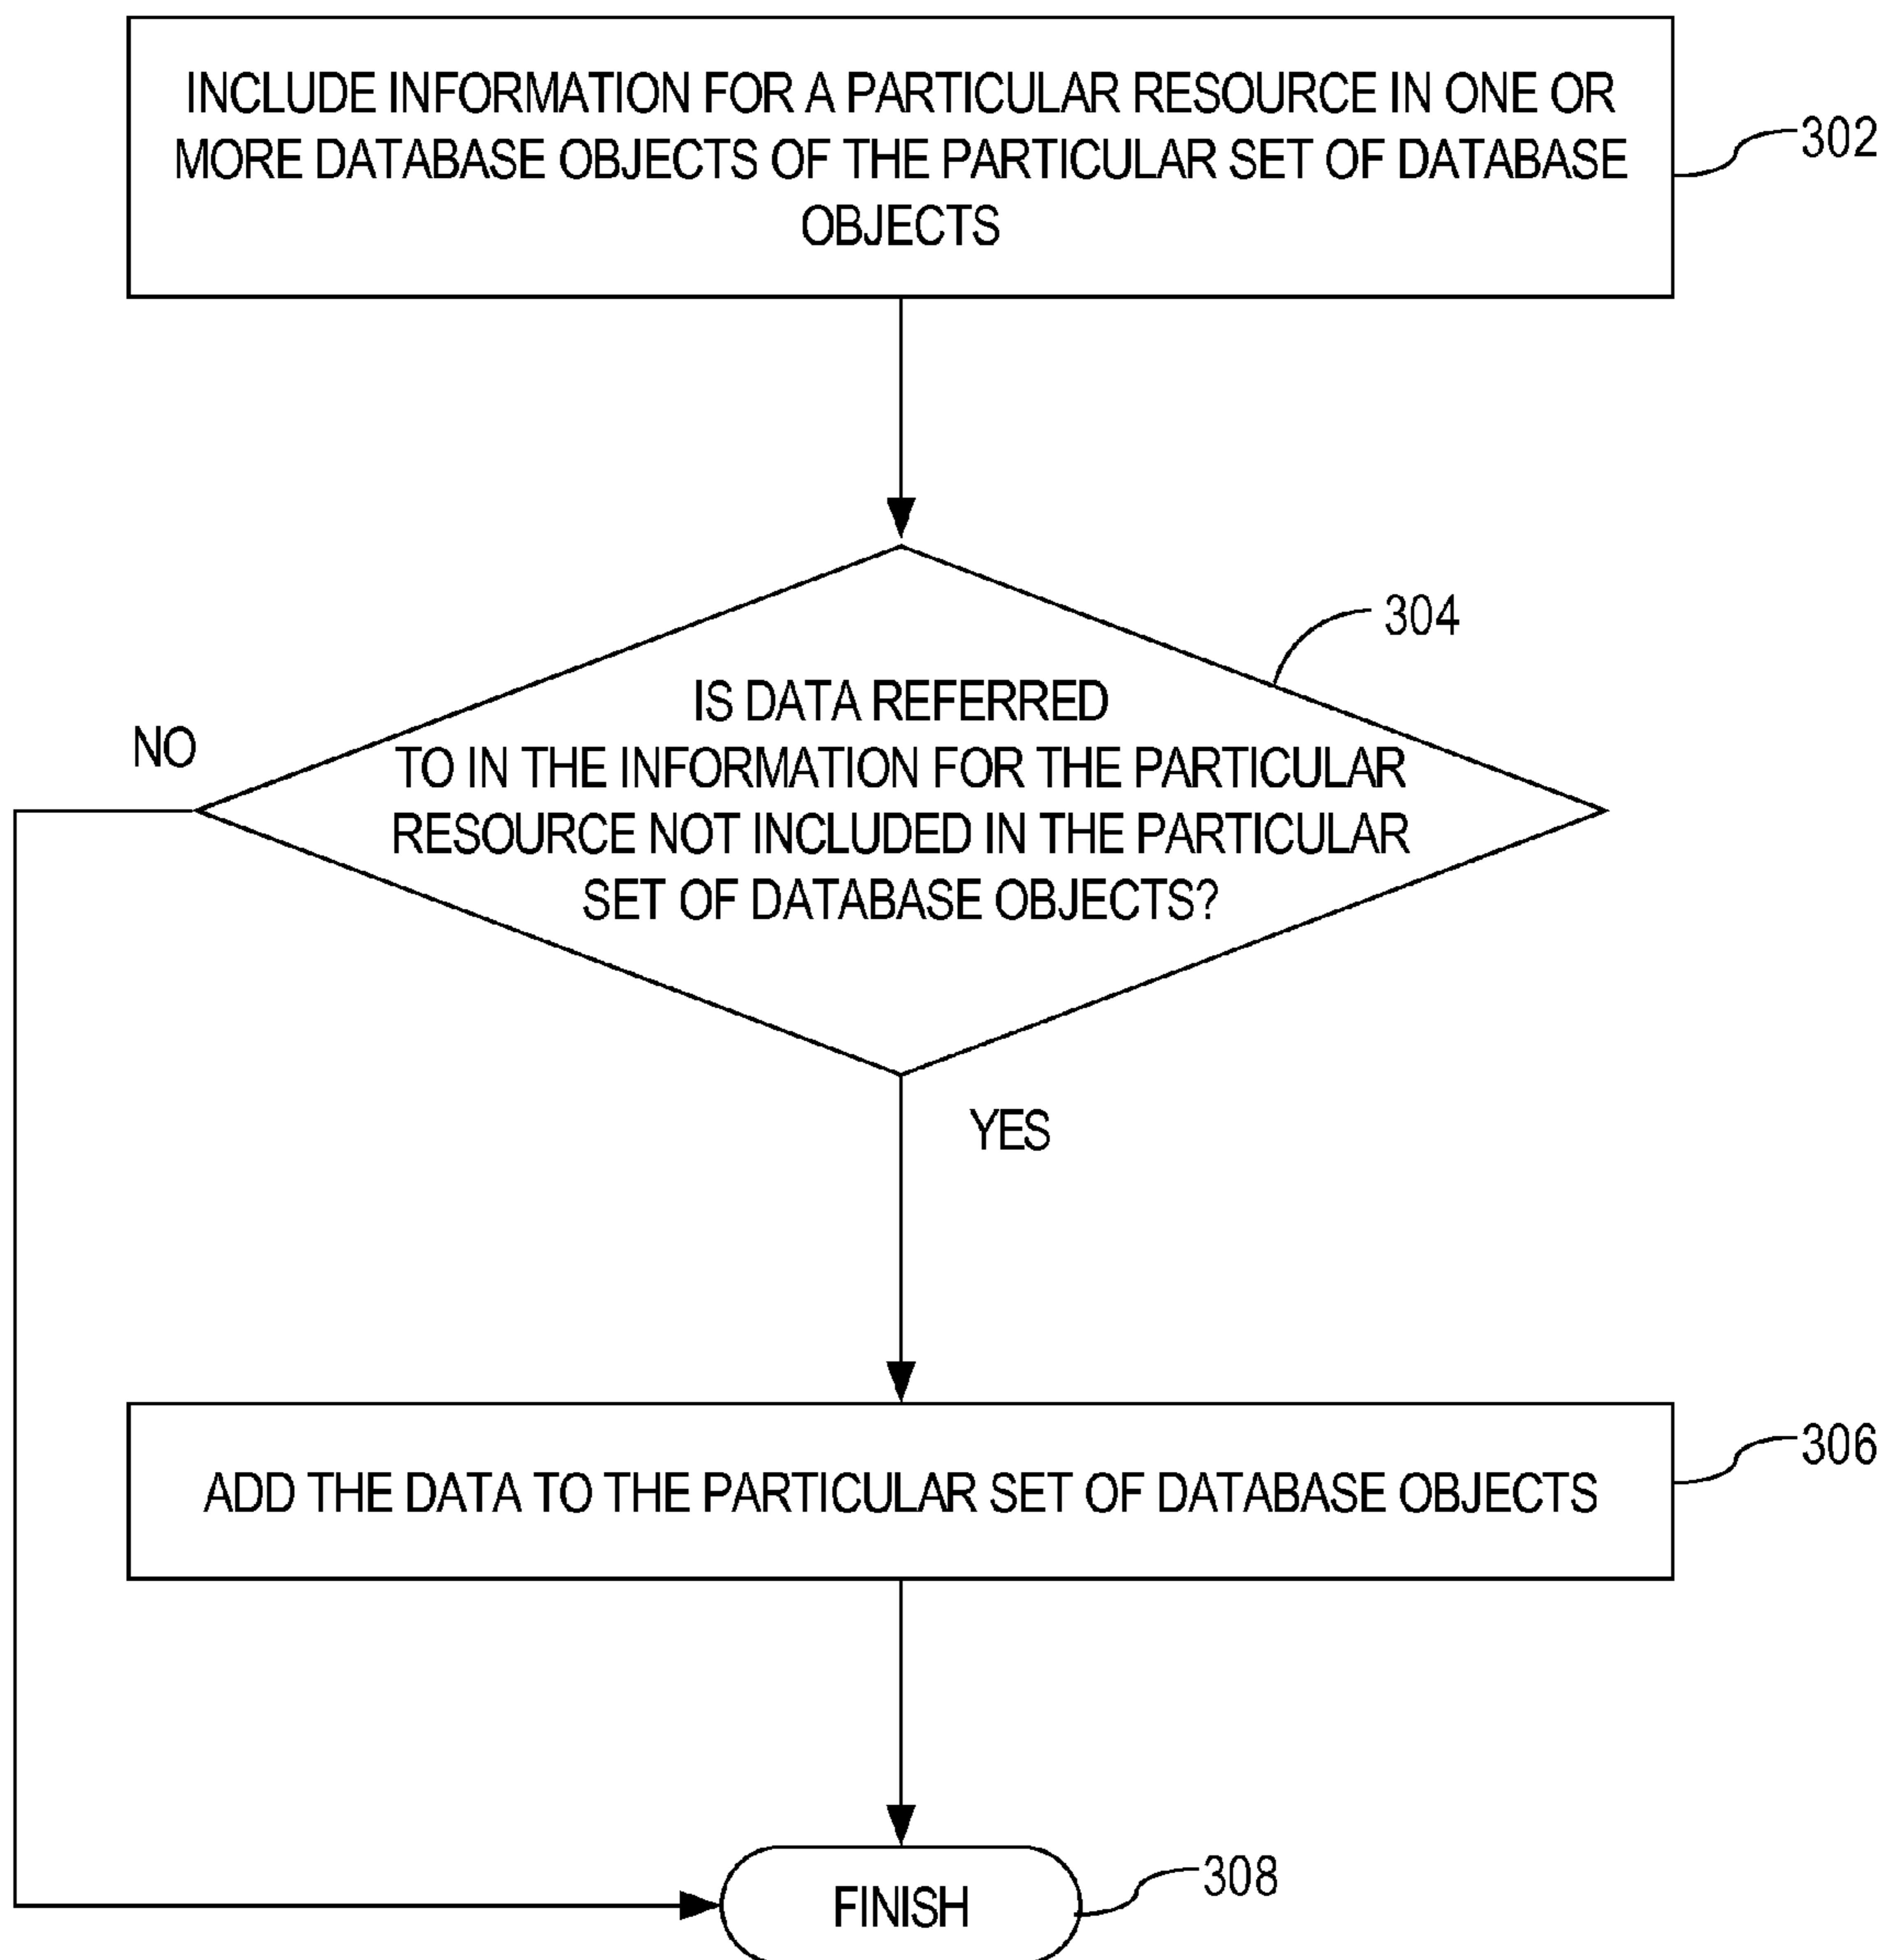 INCLUDE INFORMATION FOR A PARTICULAR RESOURCE IN ONE OR
MORE DATABASE OBJECTS OF THE PARTICULAR SET OF DATABASE
OBJECTS
302
304
IS DATA REFERRED
TO IN THE INFORMATION FOR THE PARTICULAR
RESOURCE NOT INCLUDED IN THE PARTICULAR
SET OF DATABASE OBJECTS?
NO
YES
ADD THE DATA TO THE PARTICULAR SET OF DATABASE OBJECTS
306
FINISH
308